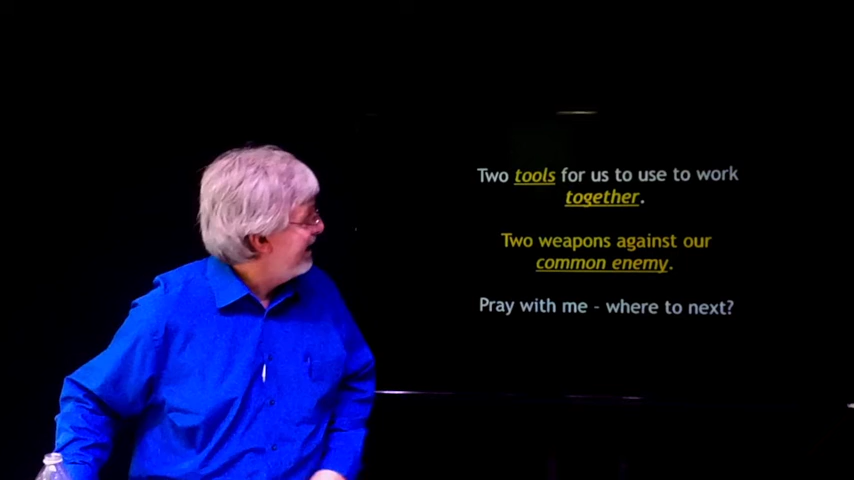 Two tools for us to use to work
together.
Two weapons against our
common enemy.
Pray with me - where to next?